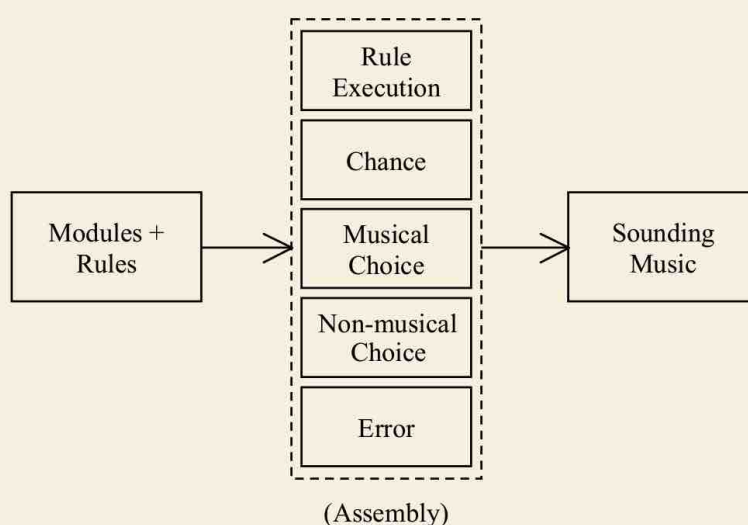 Modules +
Rules
Rule
Execution
Chance
Musical
Choice
Non-musical
Choice
Error
(Assembly)
Sounding
Music